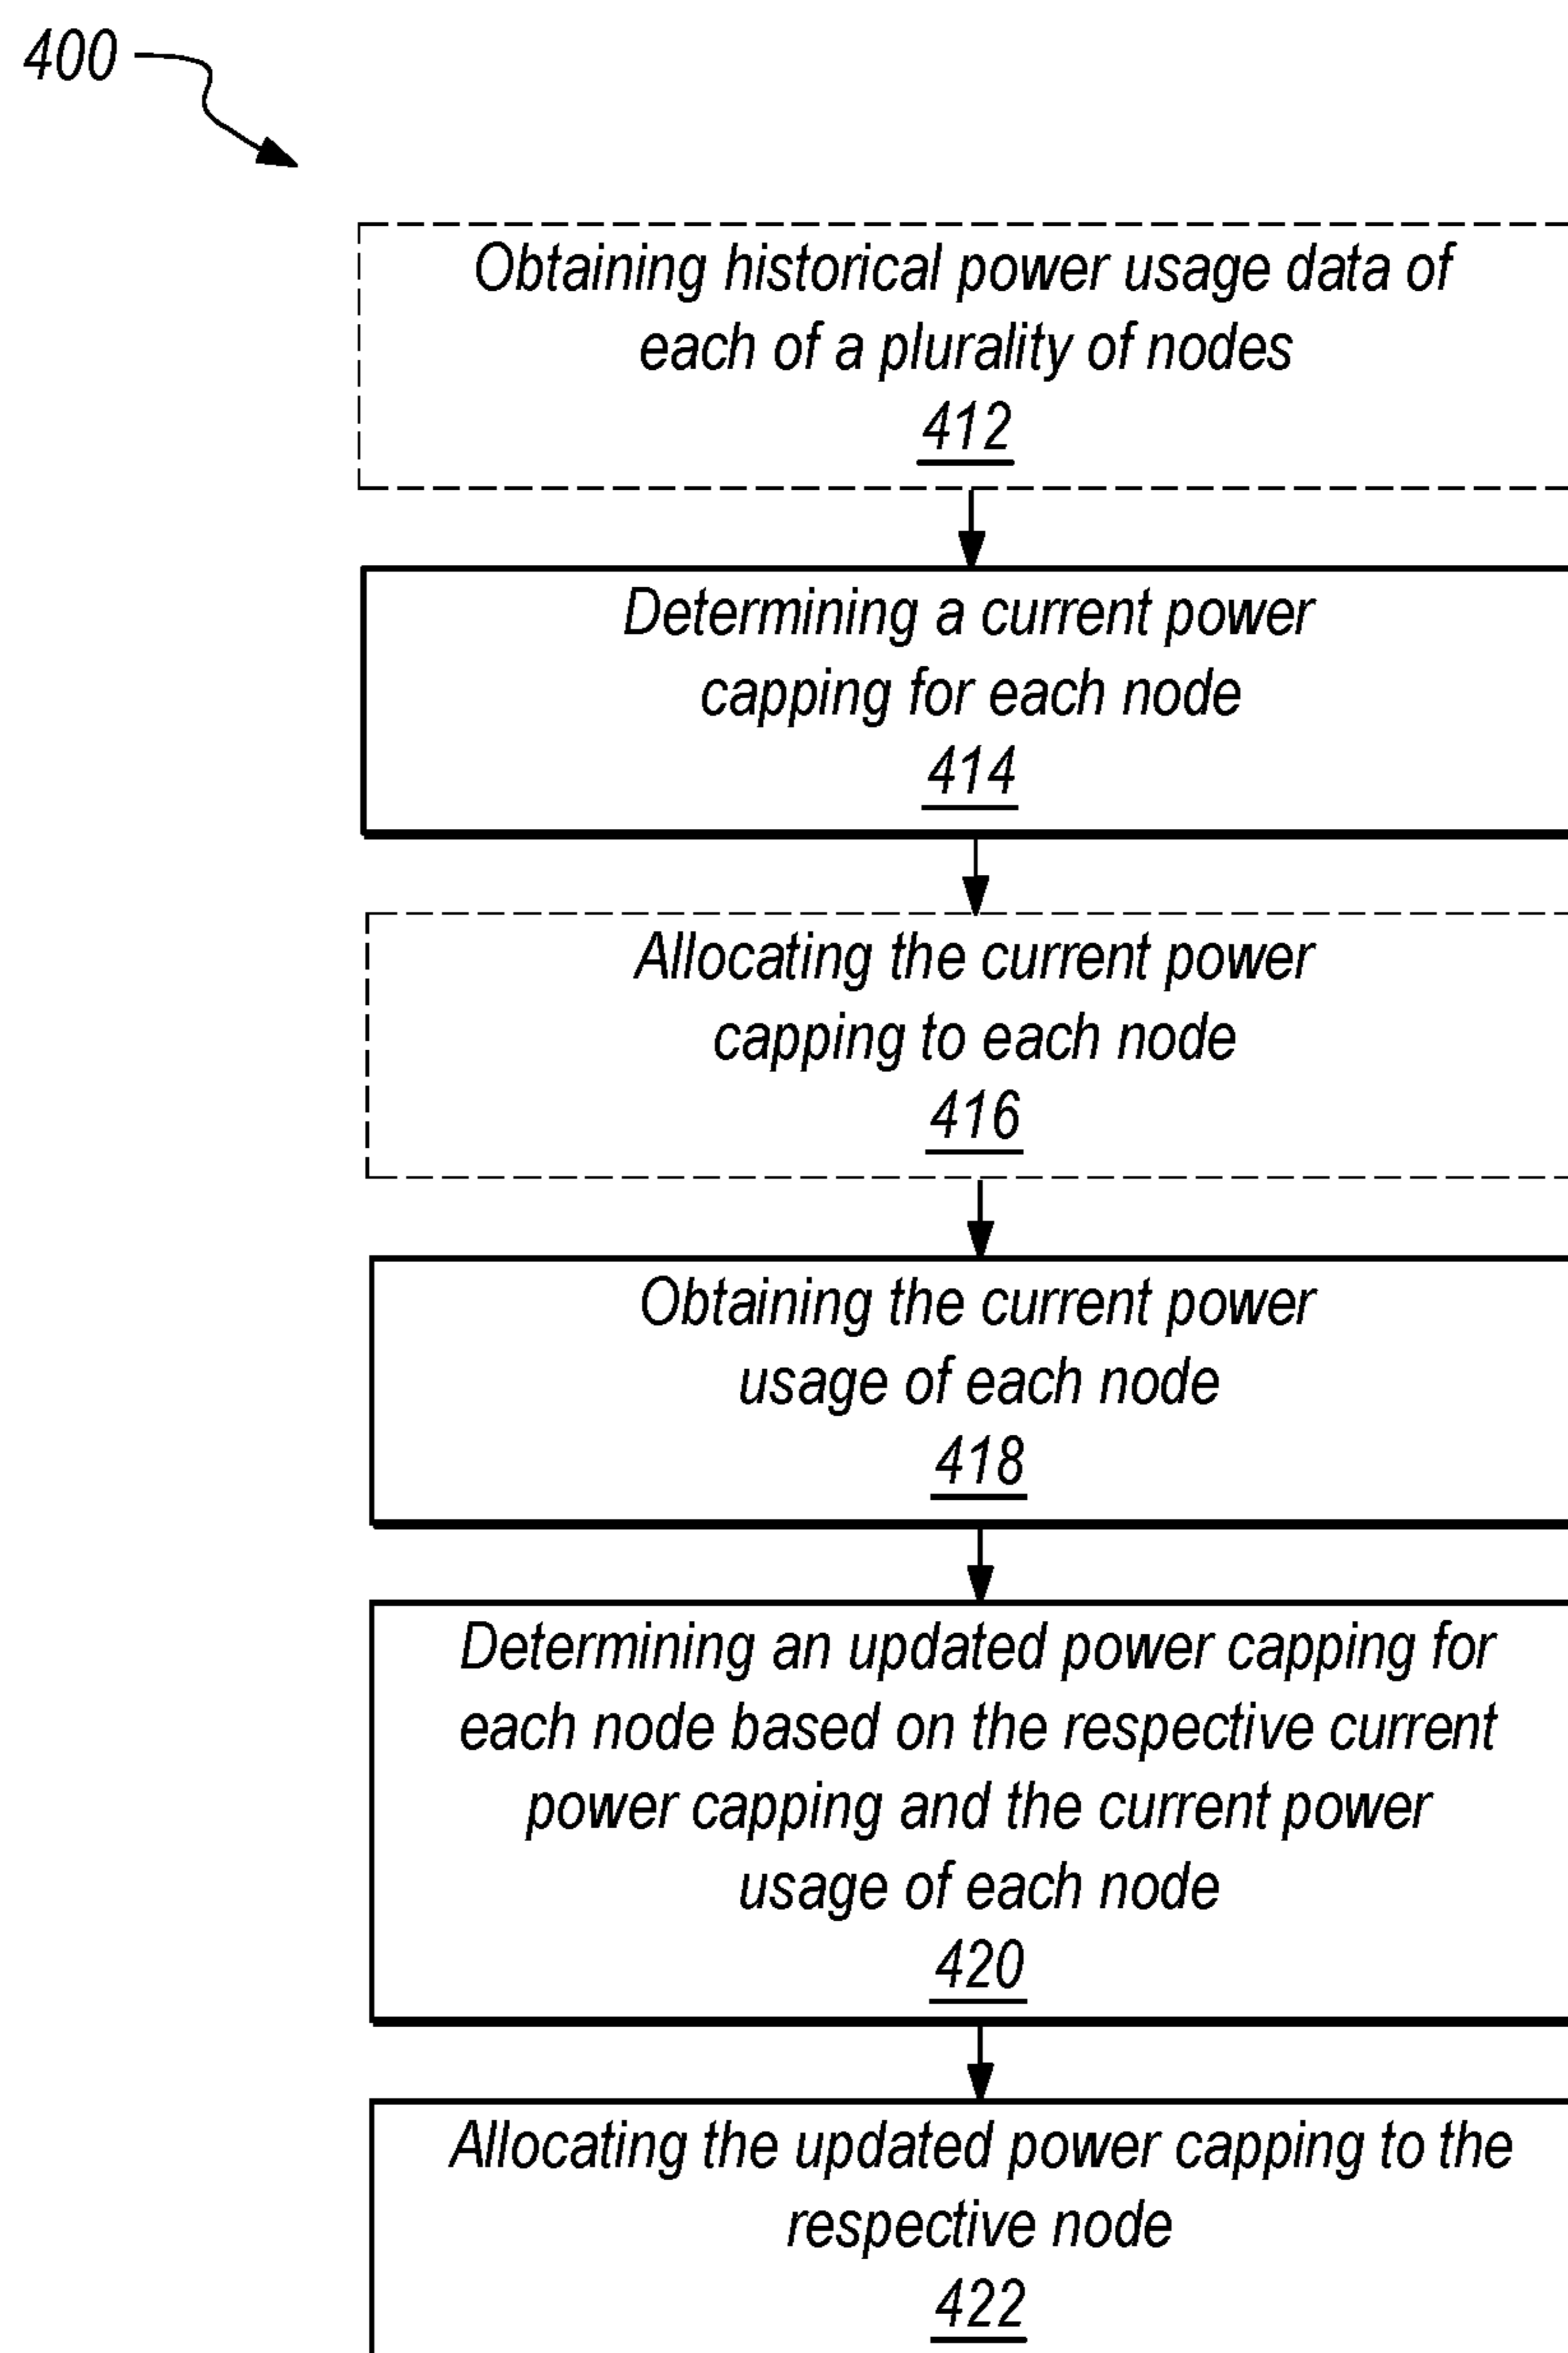 400
Obtaining historical power usage data of
each of a plurality of nodes
412
Determining a current power
capping for each node
414
Allocating the current power
capping to each node
416
Obtaining the current power
usage of each node
418
Determining an updated power capping for
each node based on the respective current
power capping and the current power
usage of each node
420
Allocating the updated power capping to the
respective node
422